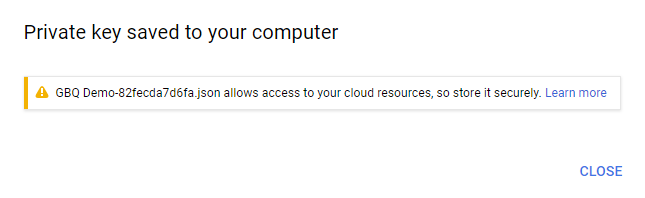 Private key saved to your computer
GBQ Demo-82fecda7d6fa.json allows access to your cloud resources, so store it securely. Learn more
CLOSE